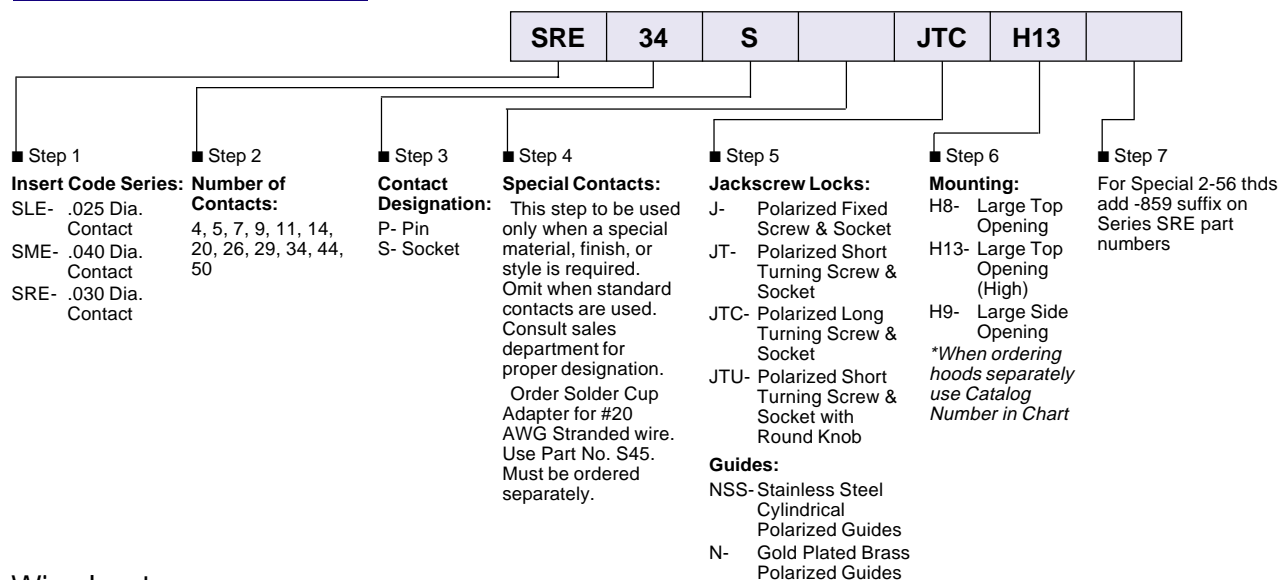 SRE 34 S JTC H13
■ Step 1
Insert Code Series:
SLE- .025 Dia.
Contact
SME- .040 Dia.
Contact
SRE- .030 Dia.
Contact
■ Step 2
Number of
Contacts:
4, 5, 7, 9, 11, 14,
20, 26, 29, 34, 44,
50
■ Step 3
Contact
Designation:
P- Pin
S- Socket
■ Step 4
Special Contacts:
This step to be used
only when a special
material, finish, or
style is required.
Omit when standard
contacts are used.
Consult sales
department for
proper designation.
Order Solder Cup
Adapter for #20
AWG Stranded wire.
Use Part No. S45.
Must be ordered
separately.
■ Step 5
Jackscrew Locks:
J- Polarized Fixed
Screw & Socket
JT- Polarized Short
Turning Screw &
Socket
JTC- Polarized Long
Turning Screw &
Socket
JTU- Polarized Short
Turning Screw &
Socket with
Round Knob
Guides:
NSS- Stainless Steel
Cylindrical
Polarized Guides
N- Gold Plated Brass
Polarized Guides
■ Step 6
Mounting:
H8- Large Top
Opening
H13- Large Top
Opening
(High)
H9- Large Side
Opening
*When ordering
hoods separately
use Catalog
Number in Chart
■ Step 7
For Special 2-56 thds
add -859 suffix on
Series SRE part
numbers